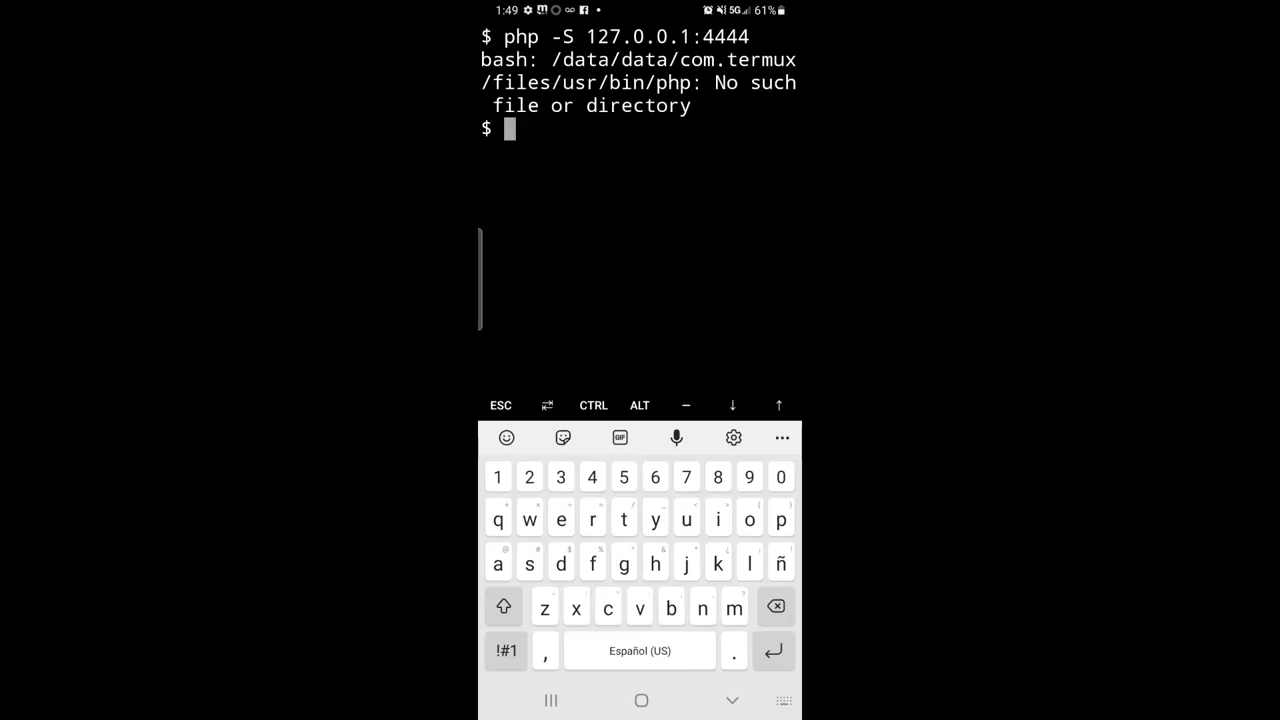 1:49 5G 61%
$ php -S 127.0.0.1:4444
bash: /data/data/com.termux
/files/usr/bin/php: No such
file or directory
$
ESC ⇄ CTRL ALT – ↓ ↑
GIF
1 2 3 4 5 6 7 8 9 0
q w e r t y u i o p
a s d f g h j k l ñ
z x c v b n m
!#1 , Español (US) .